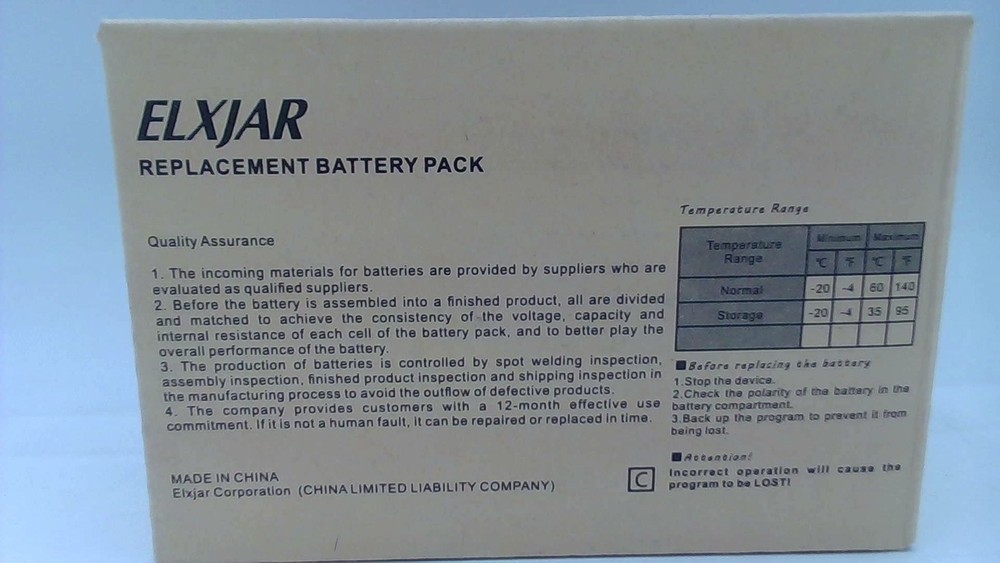 ELXJAR
REPLACEMENT BATTERY PACK
Quality Assurance
1. The incoming materials for batteries are provided by suppliers who are
evaluated as qualified suppliers.
2. Before the battery is assembled into a finished product, all are divided
and matched to achieve the consistency of the voltage, capacity and
internal resistance of each cell of the battery pack, and to better play the
overall performance of the battery.
3. The production of batteries is controlled by spot welding inspection,
assembly inspection, finished product inspection and shipping inspection in
the manufacturing process to avoid the outflow of defective products.
4. The company provides customers with a 12-month effective use
commitment. If it is not a human fault, it can be repaired or replaced in time.
MADE IN CHINA
Elxjar Corporation (CHINA LIMITED LIABILITY COMPANY)
Temperature Range
Temperature Range Minimum Maximum
°C °F °C °F
Normal -20 -4 60 140
Storage -20 -4 35 95
■Before replacing the battery
1.Stop the device.
2.Check the polarity of the battery in the
battery compartment.
3.Back up the program to prevent it from
being lost.
■Attention!
C
Incorrect operation will cause the
program to be LOST!